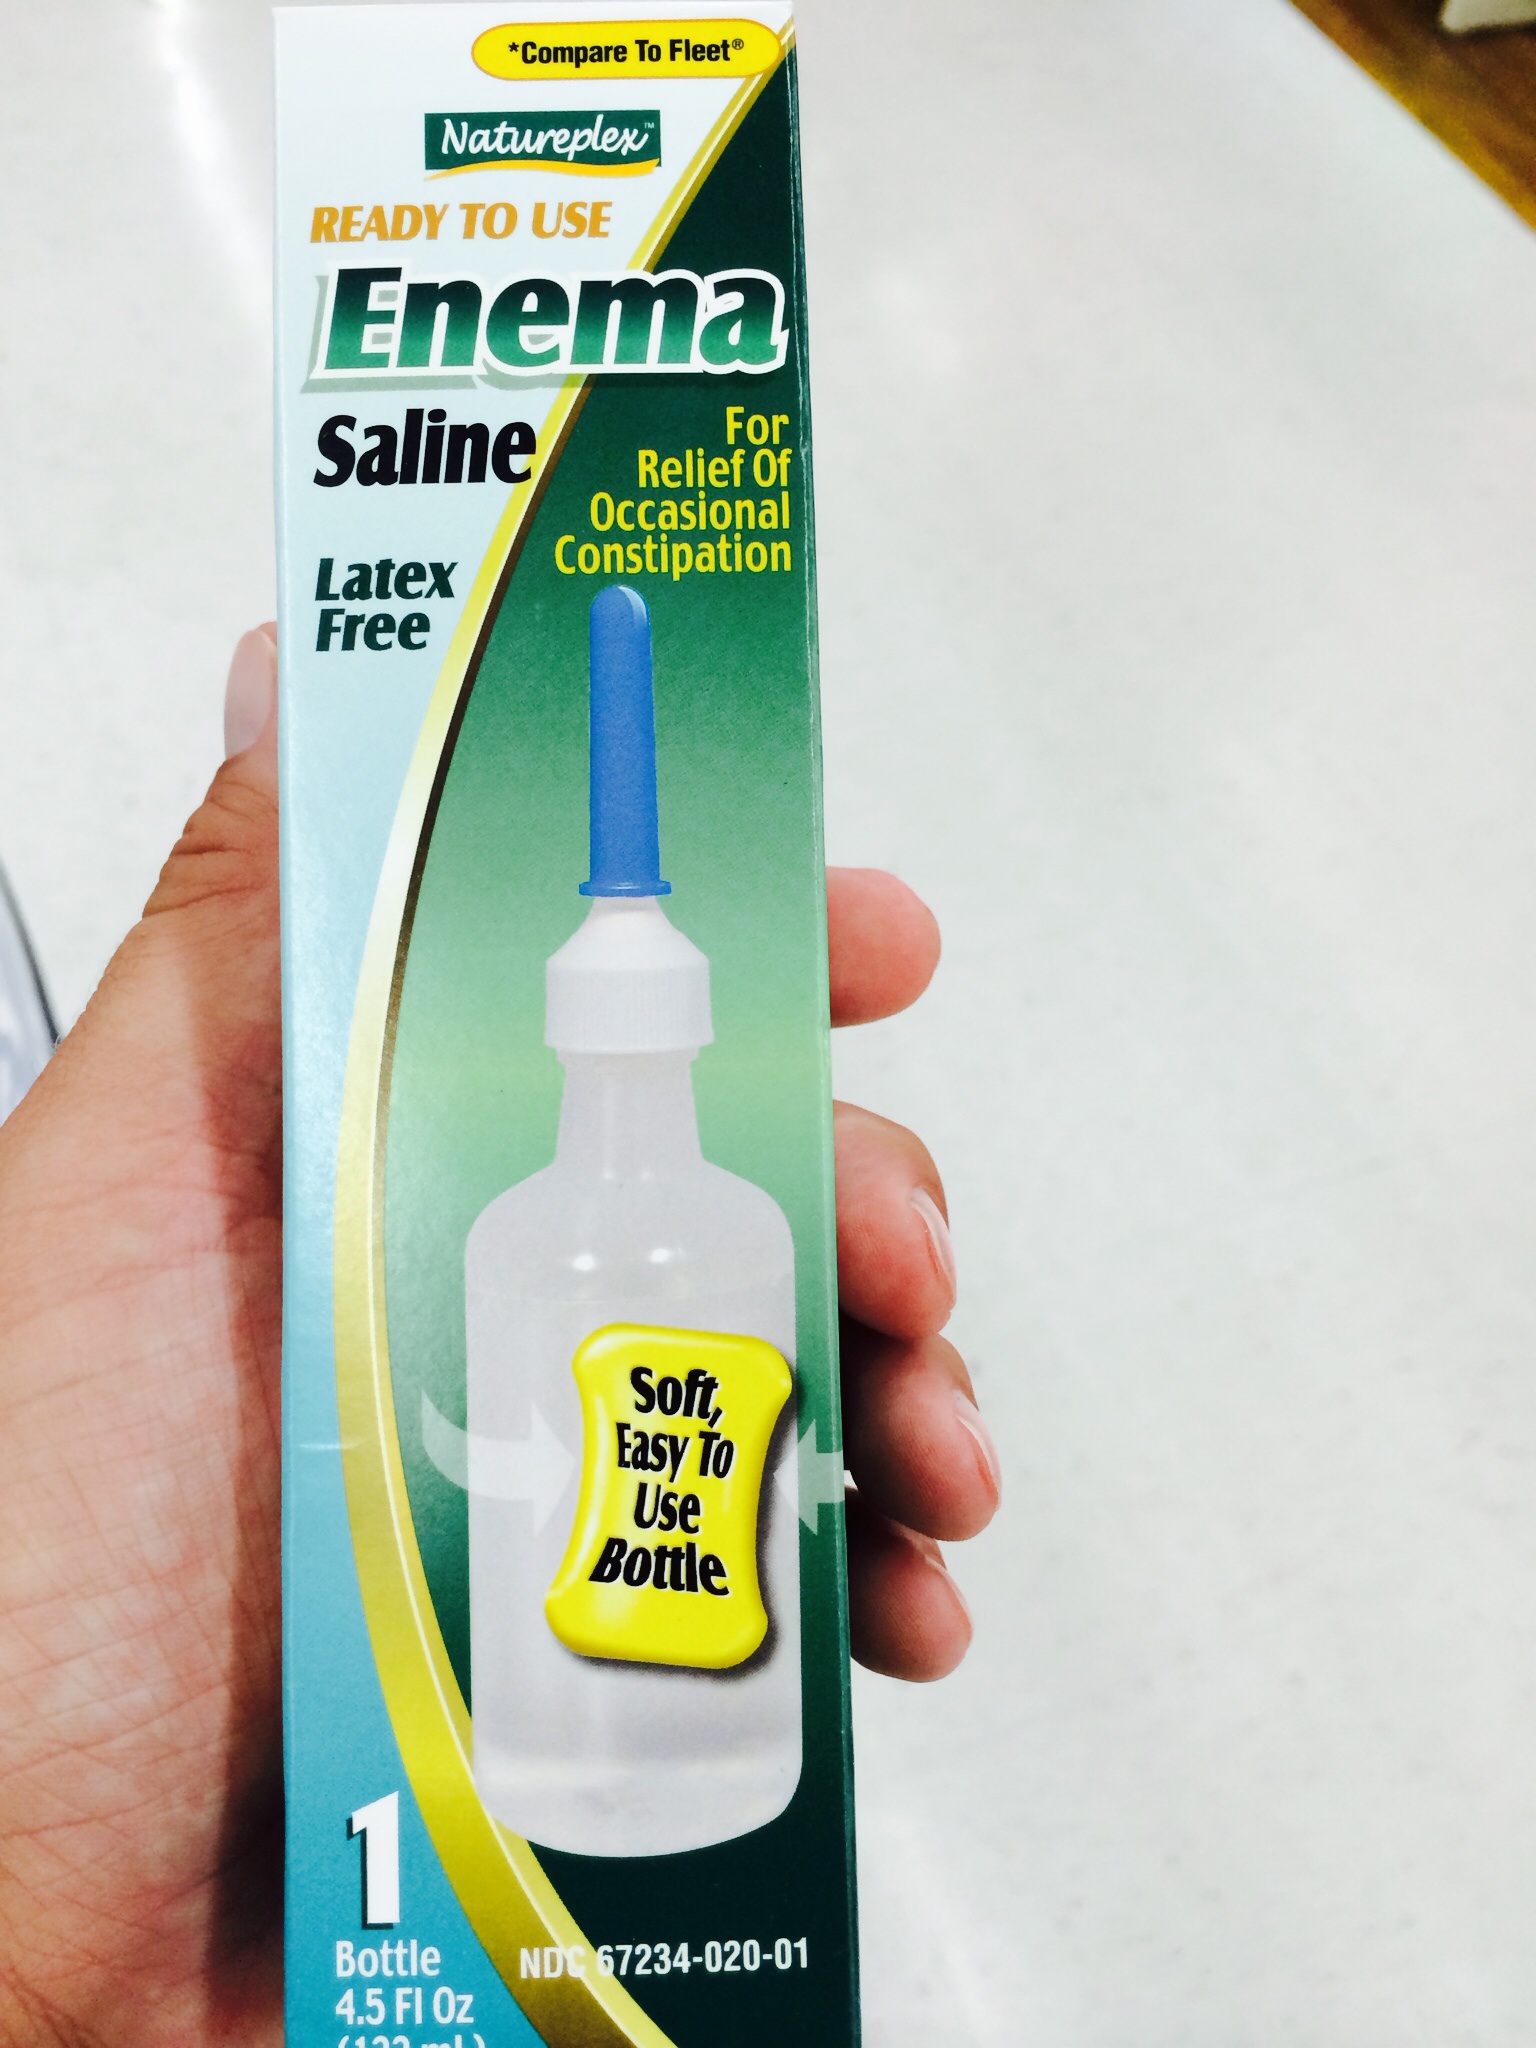 *Compare To Fleet®
Natureplex™
READY TO USE
Enema
Saline
For
Relief Of
Occasional
Constipation
Latex
Free
Soft,
Easy To
Use
Bottle
1
Bottle
4.5 Fl Oz
NDC 67234-020-01